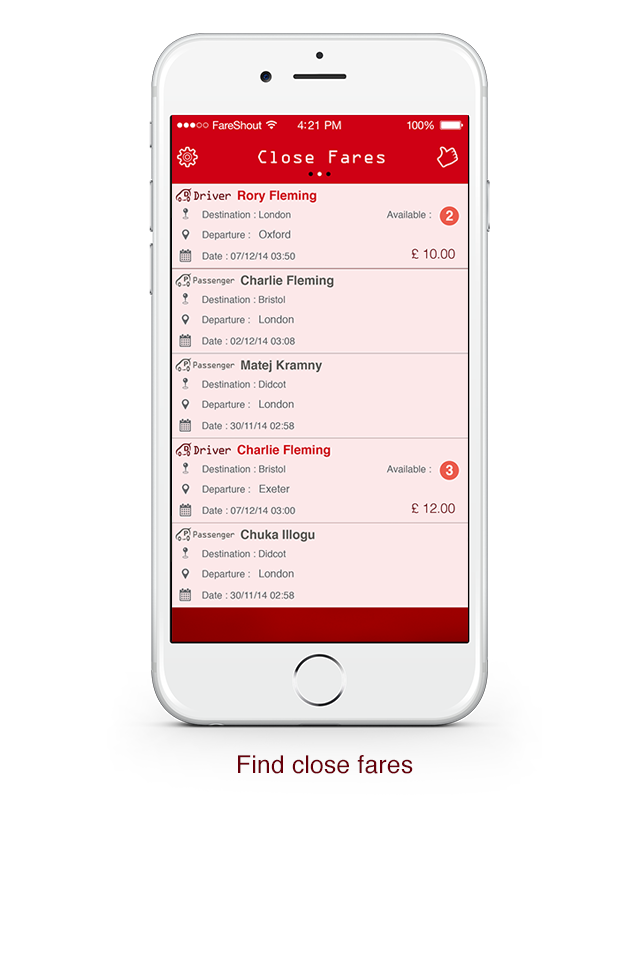 FareShout 4:21 PM 100%
Close Fares
Driver Rory Fleming
Destination : London Available : 2
Departure : Oxford
Date : 07/12/14 03:50 £ 10.00
Passenger Charlie Fleming
Destination : Bristol
Departure : London
Date : 02/12/14 03:08
Passenger Matej Kramny
Destination : Didcot
Departure : London
Date : 30/11/14 02:58
Driver Charlie Fleming
Destination : Bristol Available : 3
Departure : Exeter
Date : 07/12/14 03:00 £ 12.00
Passenger Chuka Illogu
Destination : Didcot
Departure : London
Date : 30/11/14 02:58
Find close fares